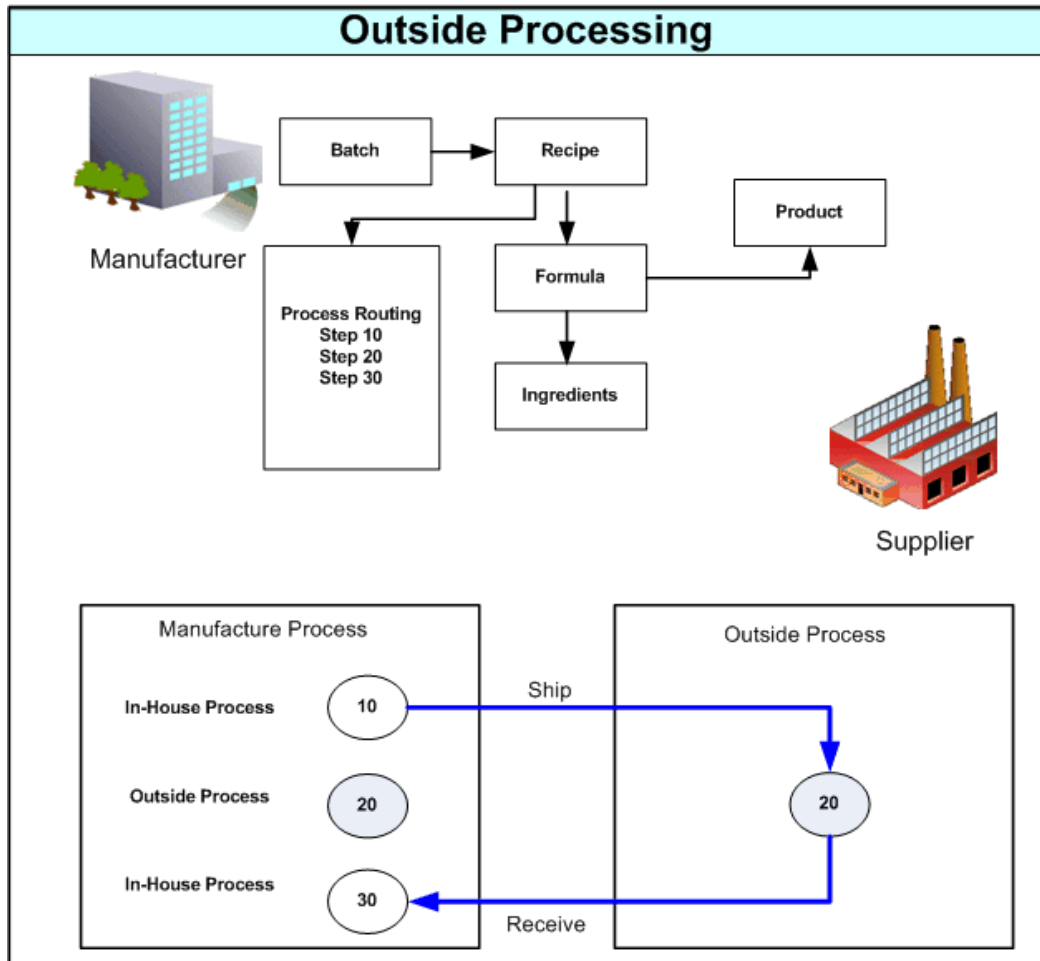 Outside Processing
Batch
Recipe
Product
Manufacturer
Formula
Process Routing
Step 10
Step 20
Step 30
Ingredients
Supplier
Manufacture Process
Outside Process
In-House Process
10
Ship
Outside Process
20
20
In-House Process
30
Receive